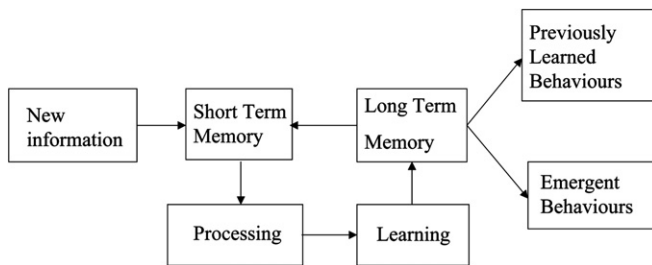 Previously
Learned
Behaviours
New
information
Short Term
Memory
Long Term
Memory
Emergent
Behaviours
Processing
Learning